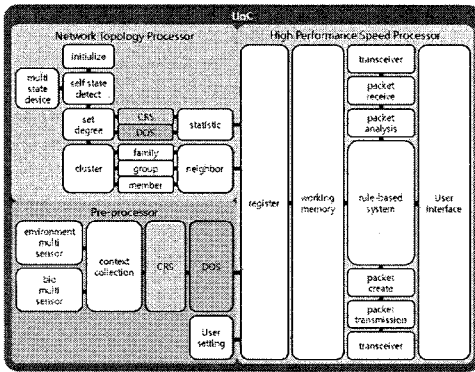 UoC
Network Topology Processor
High Performance Speed Processor
initialize
multi
state
device
self state
detect
set
degree
CRS
DOS
statistic
cluster
family
group
member
neighbor
Pre-processor
environment
multi
sensor
bio
multi
sensor
context
collection
CRS
DOS
User
setting
register
working
memory
transceiver
packet
receive
packet
analysis
rule-based
system
packet
create
packet
transmission
transceiver
User
interface